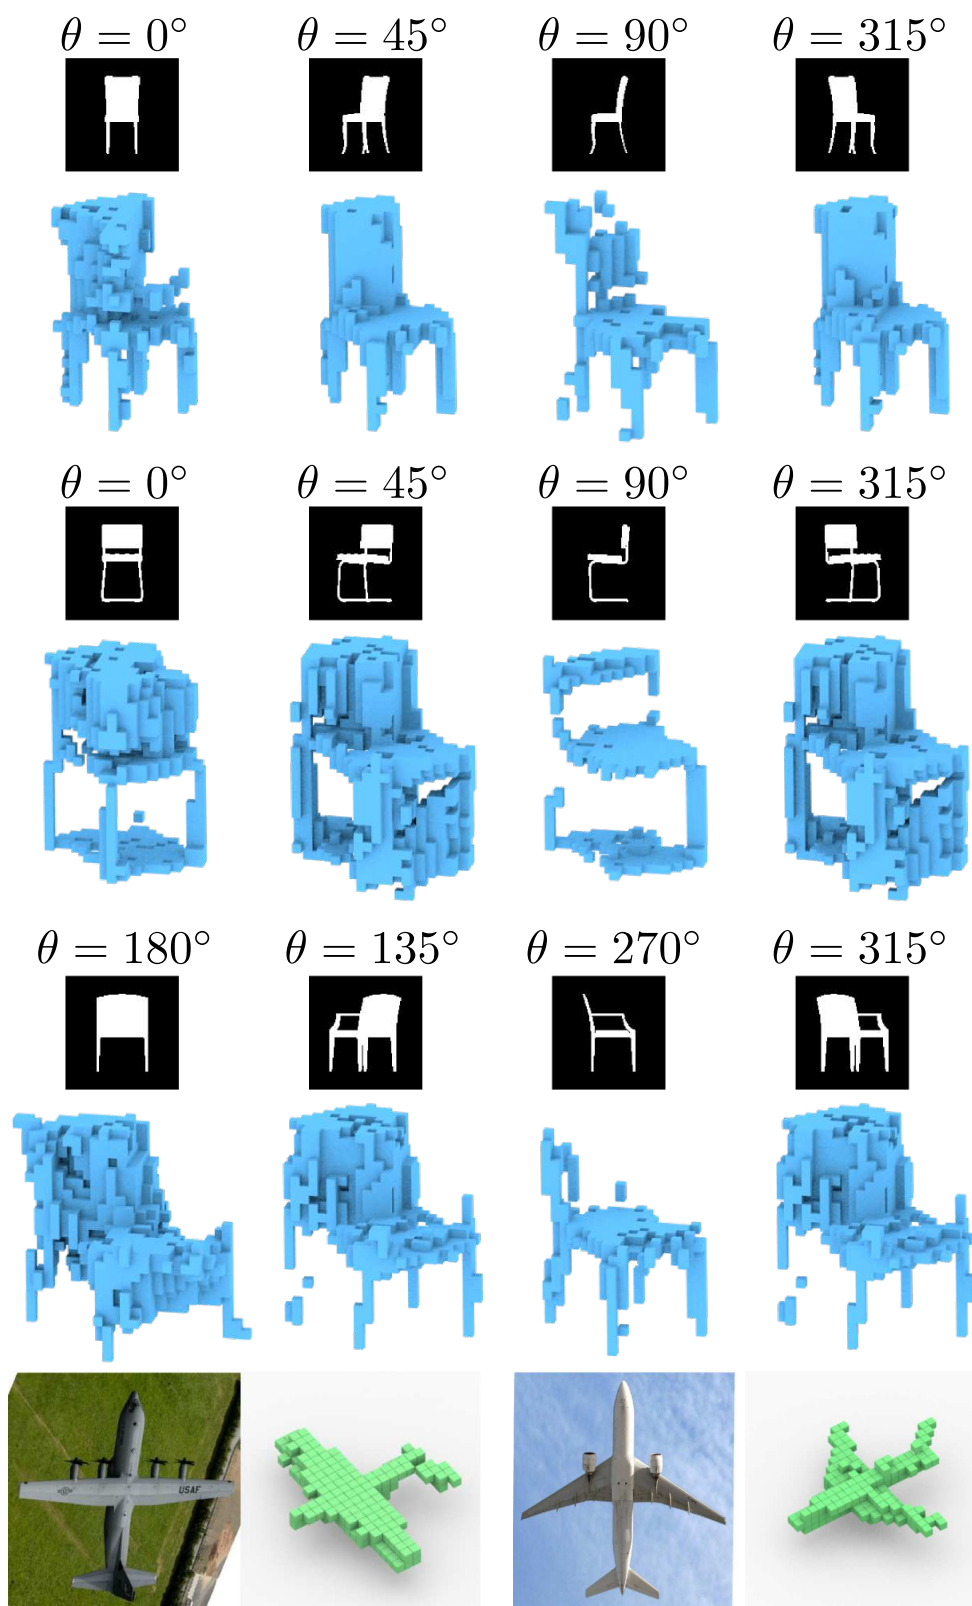 θ = 0° θ = 45° θ = 90° θ = 315°
θ = 0° θ = 45° θ = 90° θ = 315°
θ = 180° θ = 135° θ = 270° θ = 315°
USAF